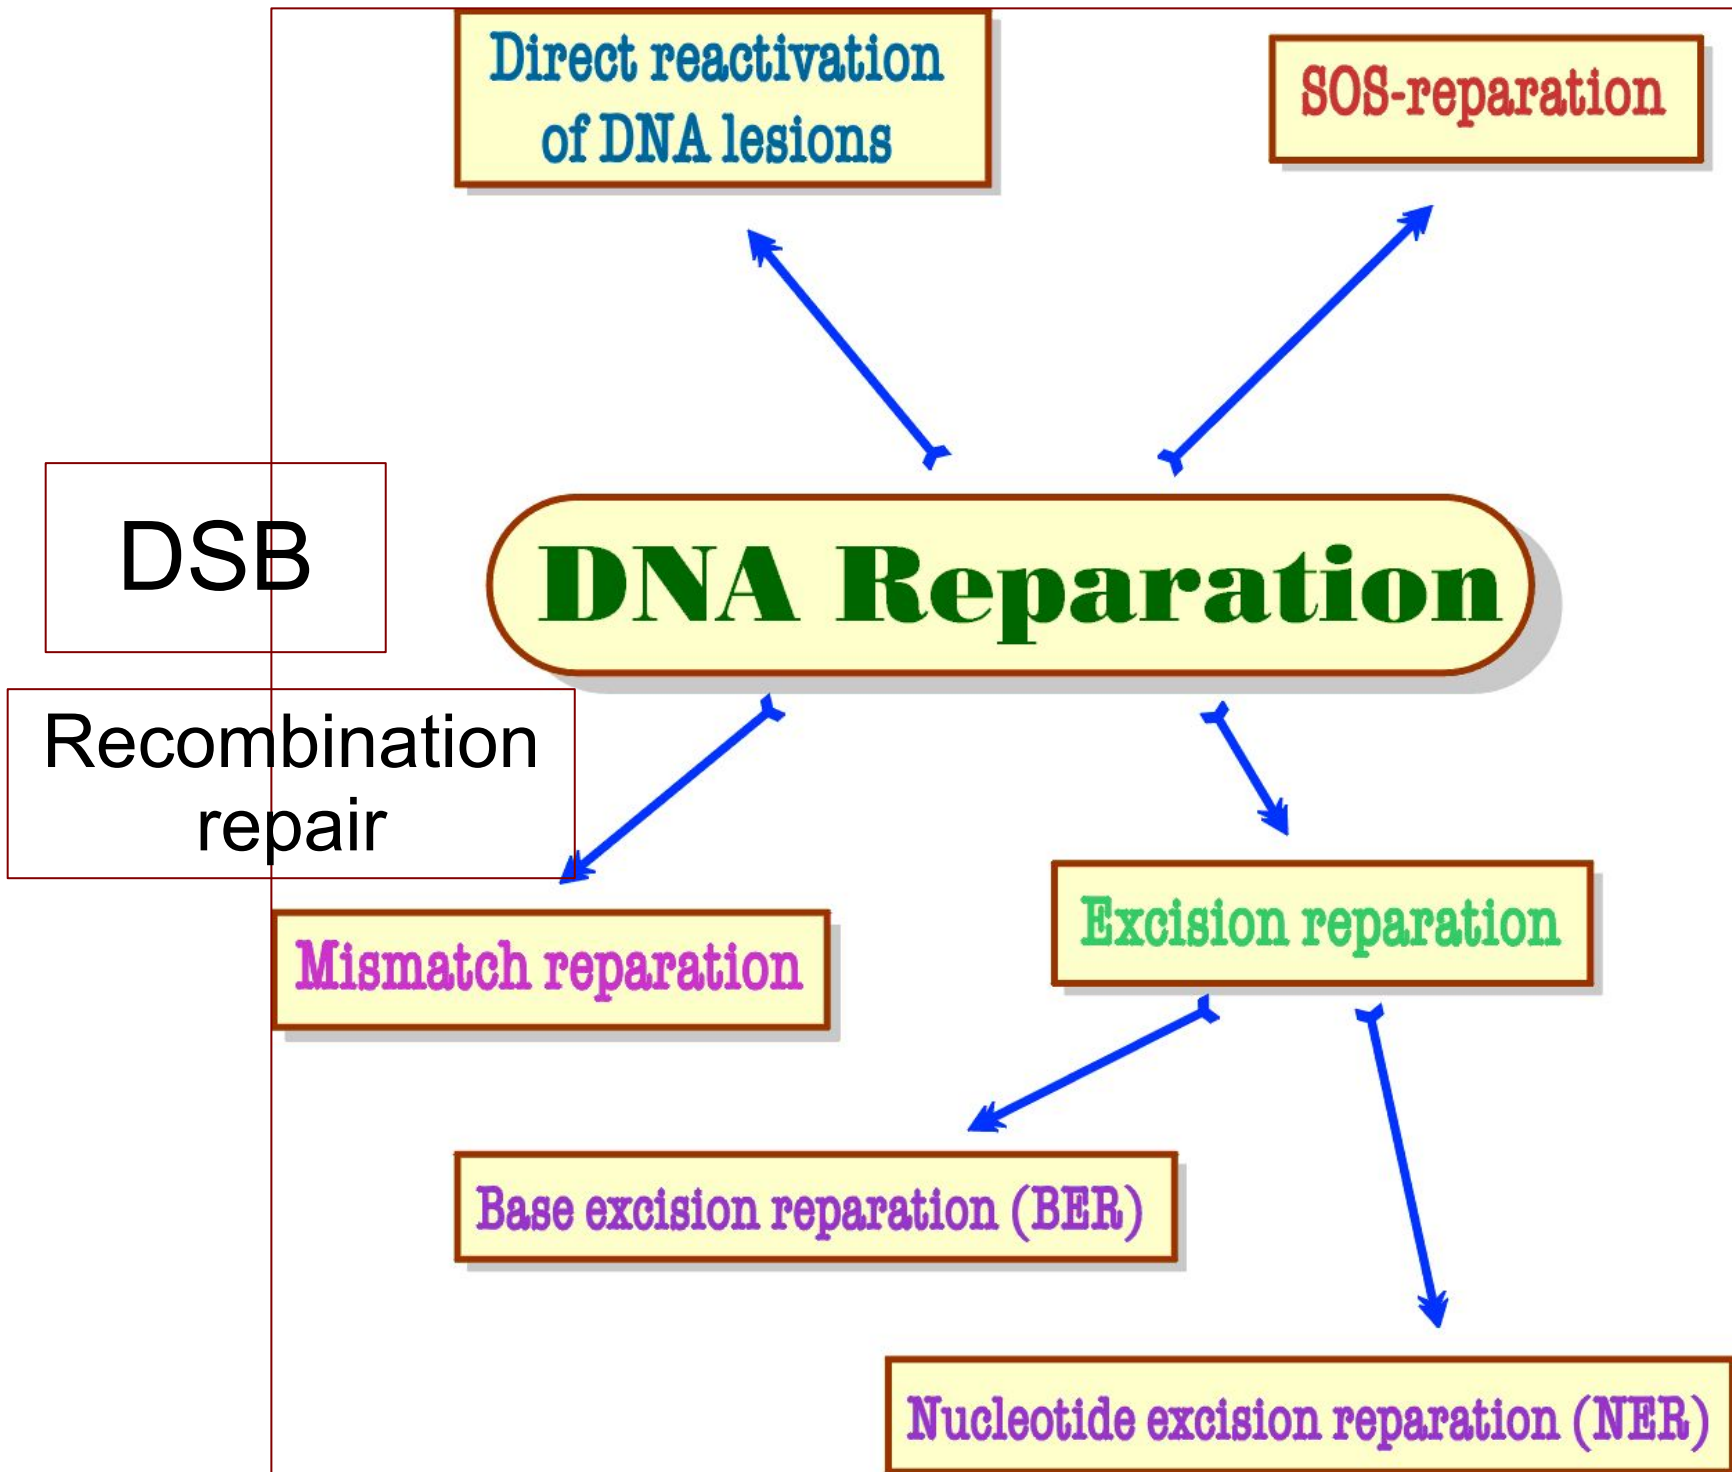 Direct reactivation
of DNA lesions
SOS-reparation
DSB
DNA Reparation
Recombination
repair
Mismatch reparation
Excision reparation
Base excision reparation (BER)
Nucleotide excision reparation (NER)